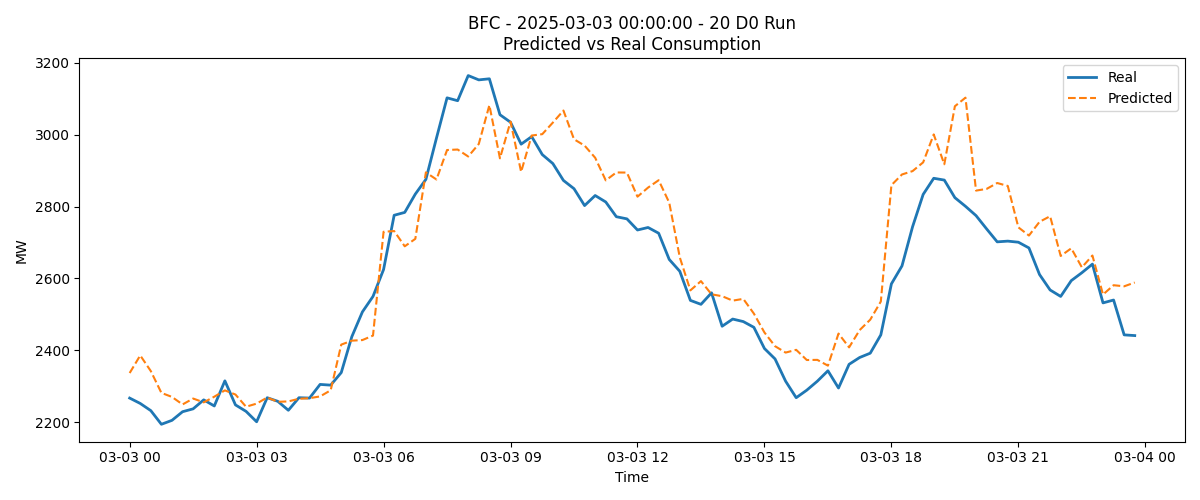 BFC - 2025-03-03 00:00:00 - 20 D0 Run
Predicted vs Real Consumption
3200
3000
2800
2600
2400
2200
MW
Real
Predicted
03-03 00
03-03 03
03-03 06
03-03 09
03-03 12
03-03 15
03-03 18
03-03 21
03-04 00
Time